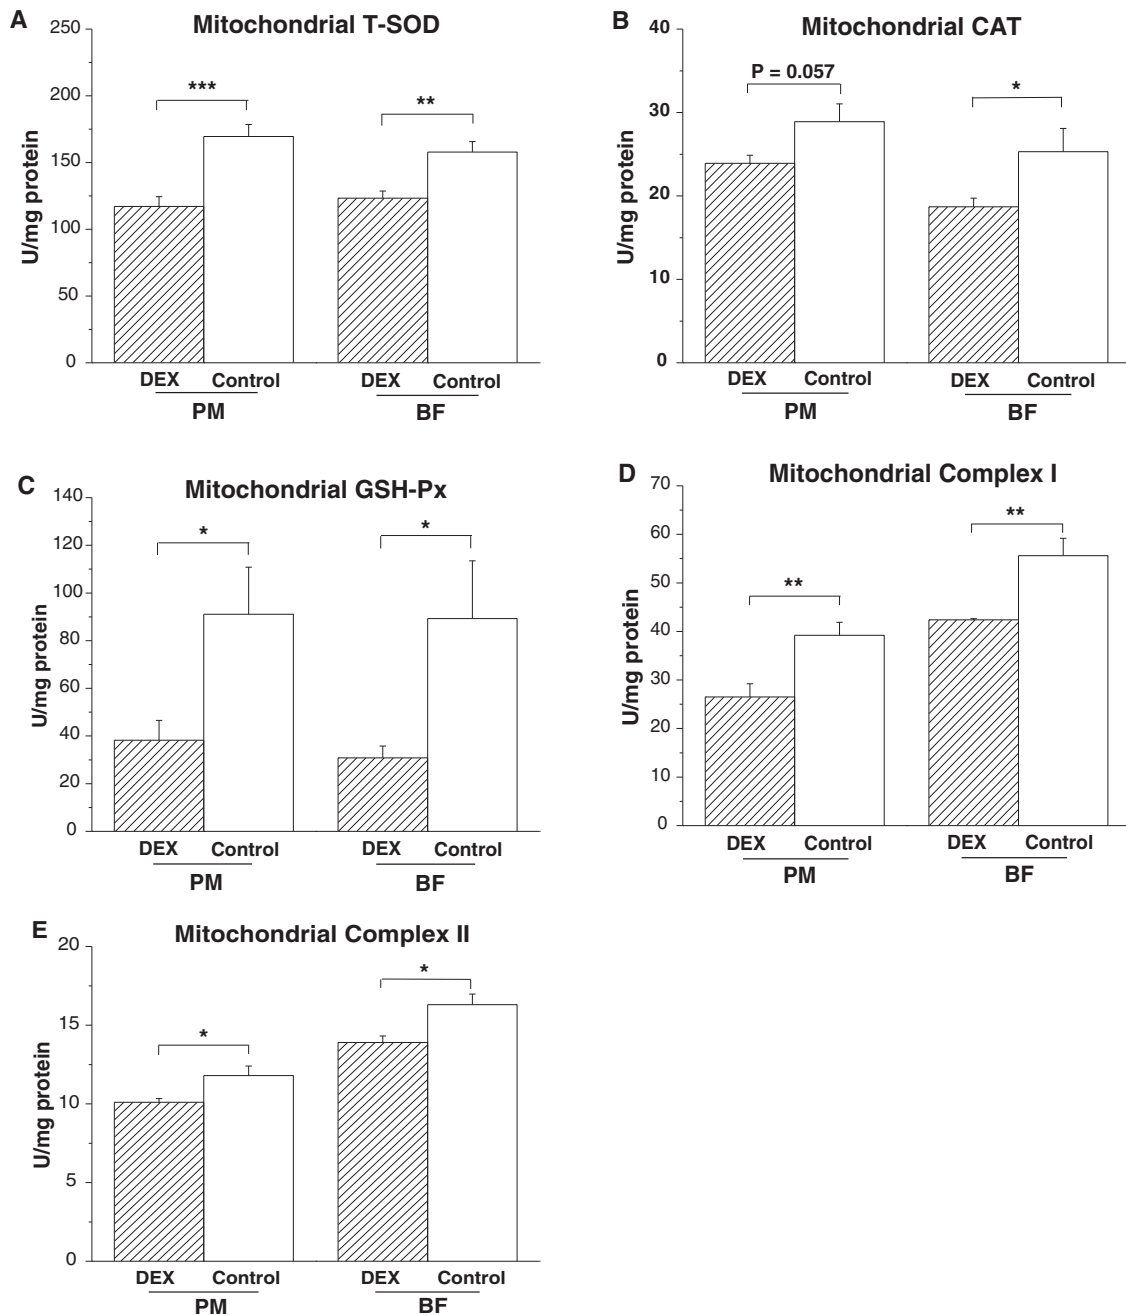 A
Mitochondrial T-SOD
250
200
150
100
50
0
U/mg protein
***
**
DEX Control DEX Control
PM BF
B
Mitochondrial CAT
40
30
20
10
0
U/mg protein
P = 0.057
*
DEX Control DEX Control
PM BF
C
Mitochondrial GSH-Px
140
120
100
80
60
40
20
0
U/mg protein
*
*
DEX Control DEX Control
PM BF
D
Mitochondrial Complex I
70
60
50
40
30
20
10
0
U/mg protein
**
**
DEX Control DEX Control
PM BF
E
Mitochondrial Complex II
20
15
10
5
0
U/mg protein
*
*
DEX Control DEX Control
PM BF